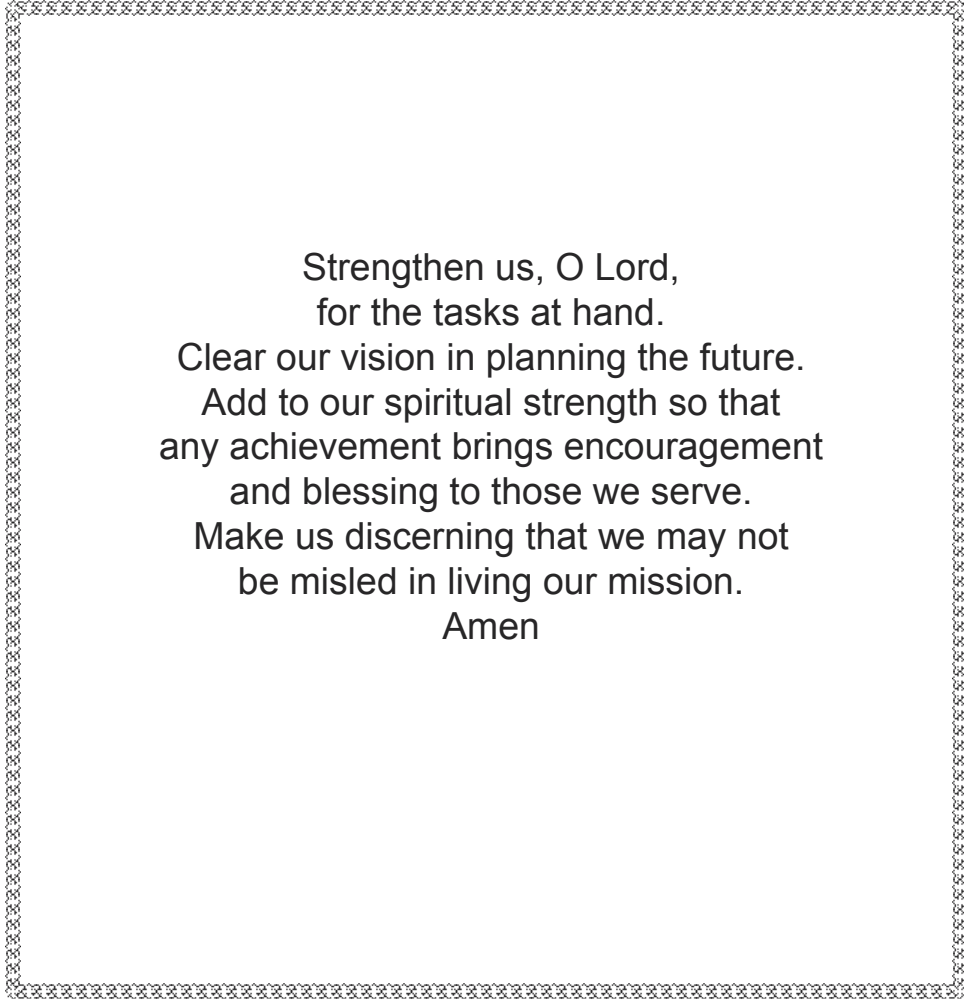 Strengthen us, O Lord,
for the tasks at hand.
Clear our vision in planning the future.
Add to our spiritual strength so that
any achievement brings encouragement
and blessing to those we serve.
Make us discerning that we may not
be misled in living our mission.
Amen